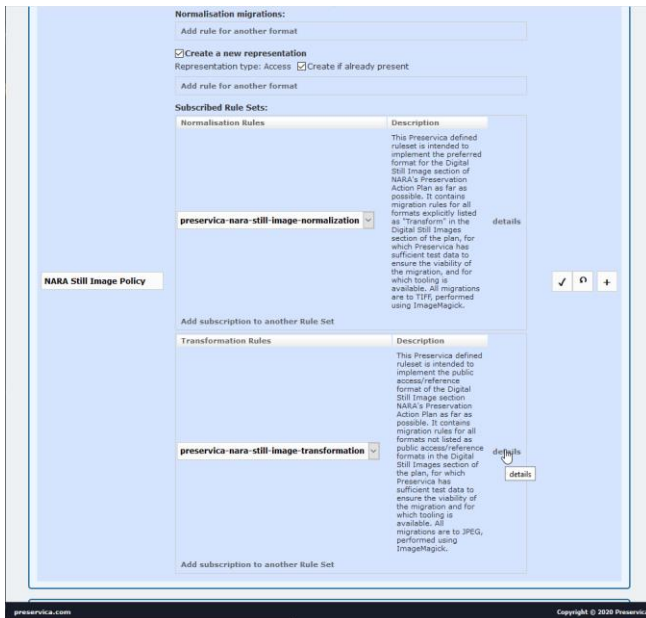 Normalisation migrations:
Add rule for another format
Create a new representation
Representation type: Access Create if already present
Add rule for another format
Subscribed Rule Sets:
Normalisation Rules Description
This Preservica defined
ruleset is intended to
implement the preferred
format for the Digital
Still Image section of
NARA's Preservation
Action Plan as far as
possible. It contains
migration rules for all
formats explicitly listed
preservica-nara-still-image-normalization as "Transform" in the details
Digital Still Images
section of the plan, for
which Preservica has
sufficient test data to
ensure the viability of
the migration, and for
which tooling is
available. All migrations
are to TIFF, performed
using ImageMagick.
NARA Still Image Policy
Add subscription to another Rule Set
Transformation Rules Description
This Preservica defined
ruleset is intended to
implement the public
access/reference
format of the Digital
Still Image section
NARA's Preservation
Action Plan as far as
possible. It contains
migration rules for all
formats not listed as
preservica-nara-still-image-transformation public access/reference details
formats in the Digital
Still Images section of
the plan, for which
Preservica has
sufficient test data to
ensure the viability of
the migration and for
which tooling is
available. All
migrations are to JPEG,
performed using
ImageMagick.
details
Add subscription to another Rule Set
preservica.com Copyright © 2020 Preservica